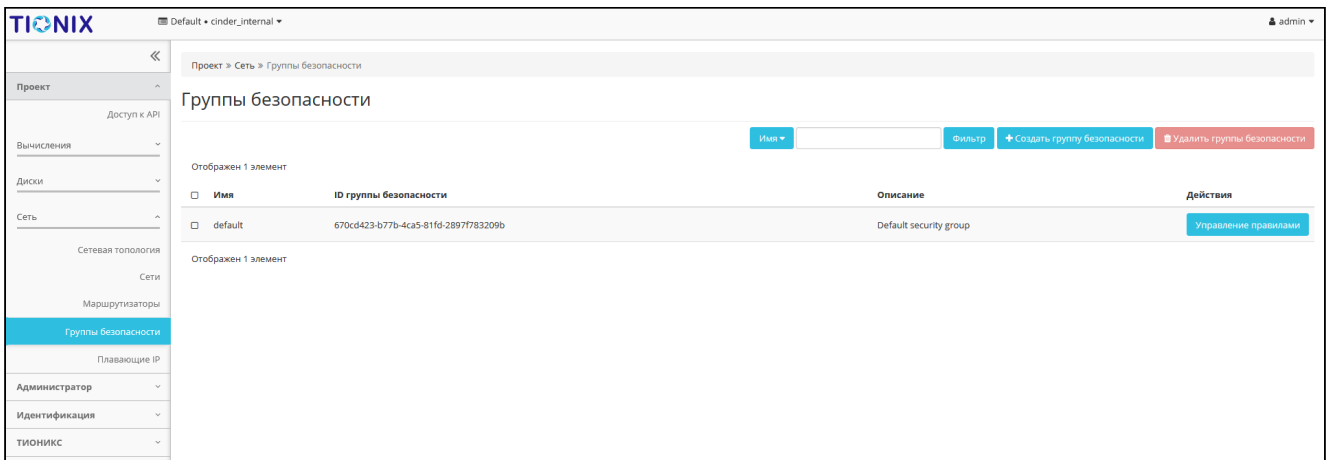 TIONIX
Default • cinder_internal
admin
Проект » Сеть » Группы безопасности
Проект
Доступ к API
Вычисления
Диски
Сеть
Сетевая топология
Сети
Маршрутизаторы
Группы безопасности
Плавающие IP
Администратор
Идентификация
ТИОНИКС
Группы безопасности
Имя Фильтр Создать группу безопасности Удалить группы безопасности
Отображен 1 элемент
Имя ID группы безопасности Описание Действия
default 670cd423-b77b-4ca5-81fd-2897f783209b Default security group Управление правилами
Отображен 1 элемент